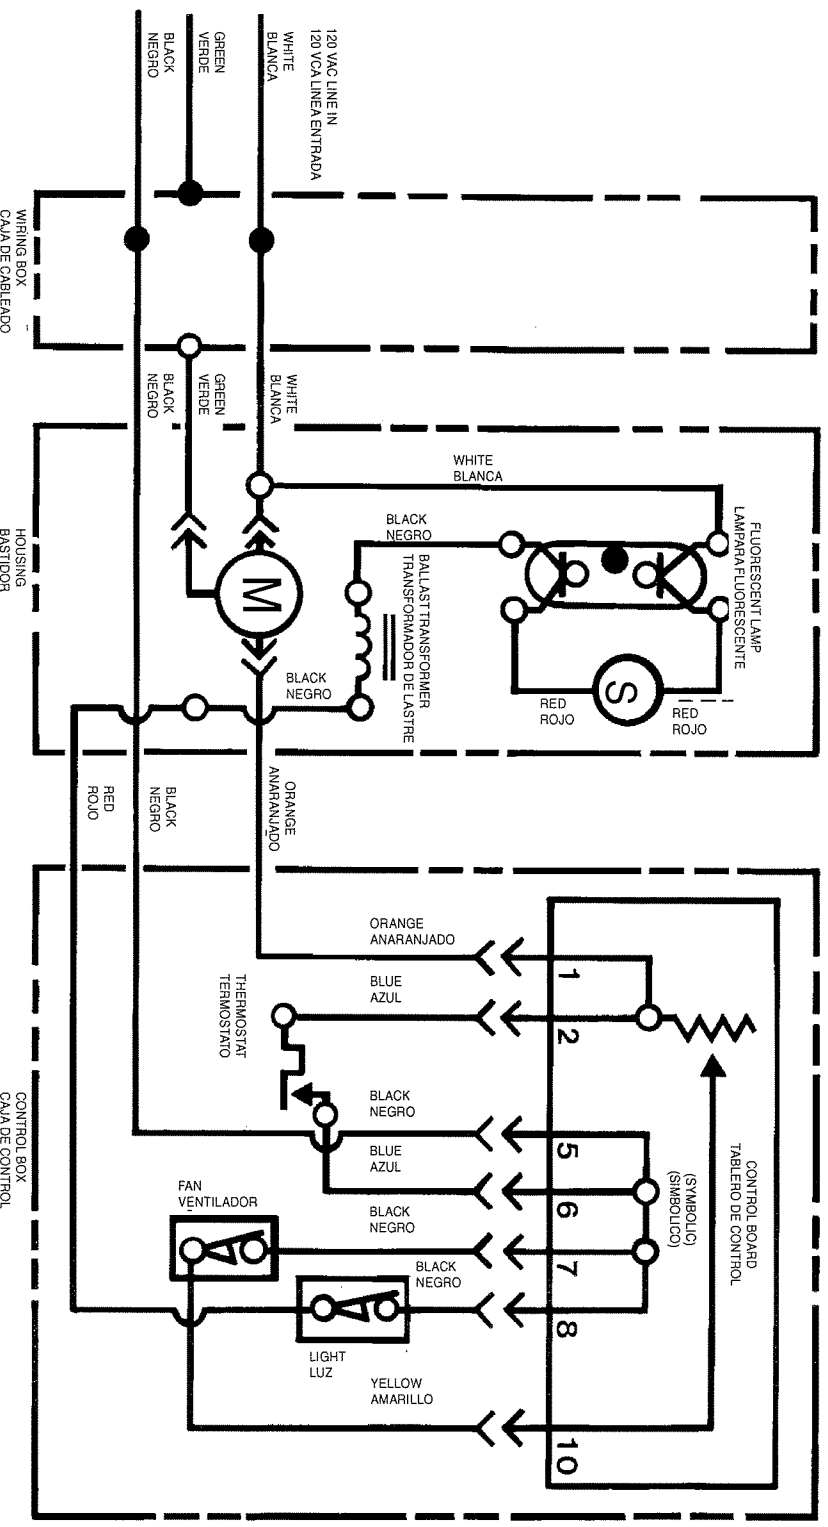 120 VAC LINE IN
120 VCA LINEA ENTRADA
WHITE
BLANCA
GREEN
VERDE
BLACK
NEGRO
WIRING BOX
CAJA DE CABLEADO
WHITE
BLANCA
GREEN
VERDE
BLACK
NEGRO
HOUSING
BASTIDOR
WHITE
BLANCA
BLACK
NEGRO
FLUORESCENT LAMP
LAMPARA FLUORESCENTE
BALLAST TRANSFORMER
TRANSFORMADOR DE LASTRE
M
S
RED
ROJO
RED
ROJO
BLACK
NEGRO
ORANGE
ANARANJADO
BLACK
NEGRO
RED
ROJO
CONTROL BOX
CAJA DE CONTROL
ORANGE
ANARANJADO
1
BLUE
AZUL
2
THERMOSTAT
TERMOSTATO
BLACK
NEGRO
5
BLUE
AZUL
6
BLACK
NEGRO
7
BLACK
NEGRO
8
YELLOW
AMARILLO
10
FAN
VENTILADOR
LIGHT
LUZ
CONTROL BOARD
TABLERO DE CONTROL
(SYMBOLIC)
(SIMBOLICO)